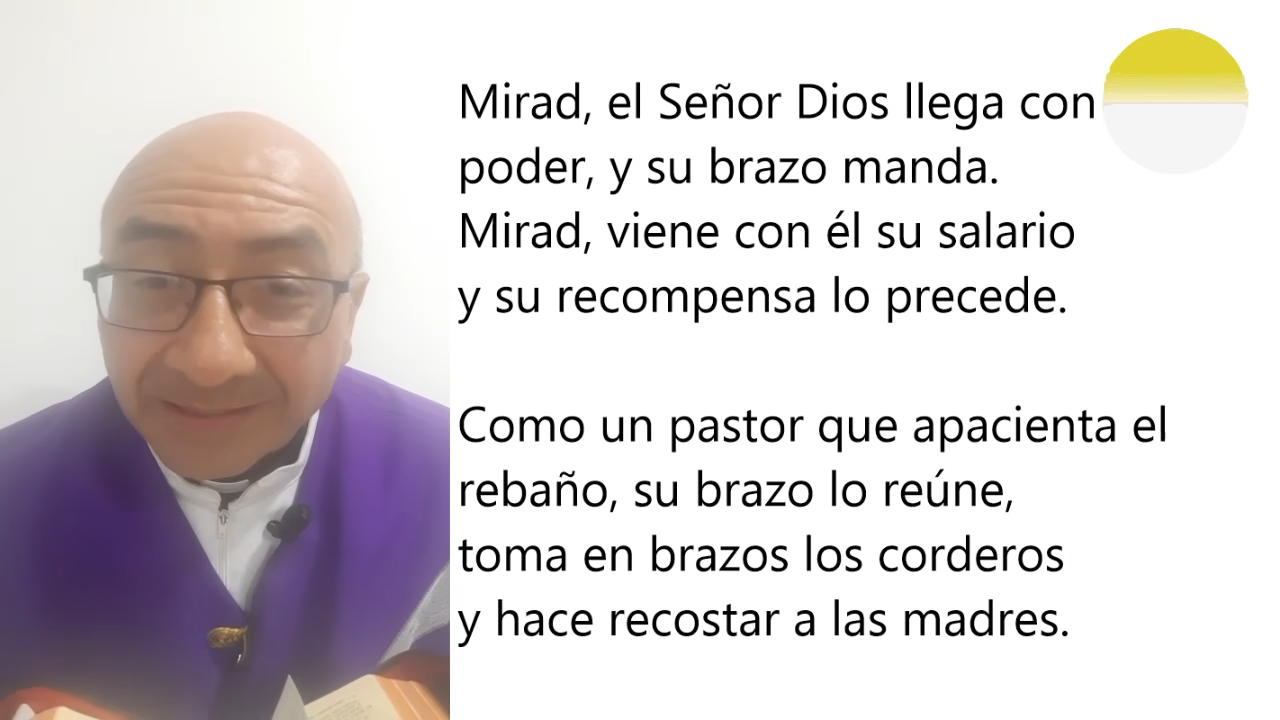 Mirad, el Señor Dios llega con
poder, y su brazo manda.
Mirad, viene con él su salario
y su recompensa lo precede.
Como un pastor que apacienta el
rebaño, su brazo lo reúne,
toma en brazos los corderos
y hace recostar a las madres.